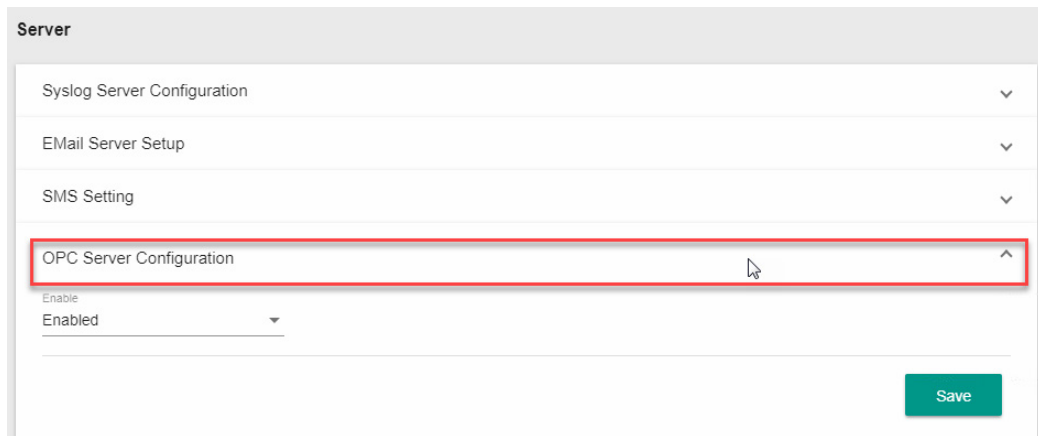 Server
Syslog Server Configuration
EMail Server Setup
SMS Setting
OPC Server Configuration
Enable
Enabled
Save